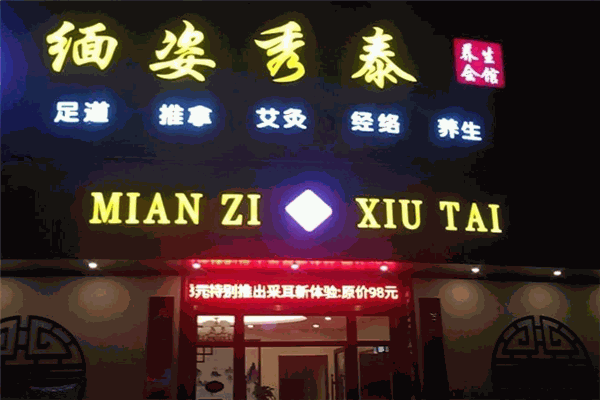 缅姿秀泰
养生会馆
足道 推拿 艾灸 经络 养生
MIAN ZI XIU TAI
元特别推出采耳新体验:原价98元